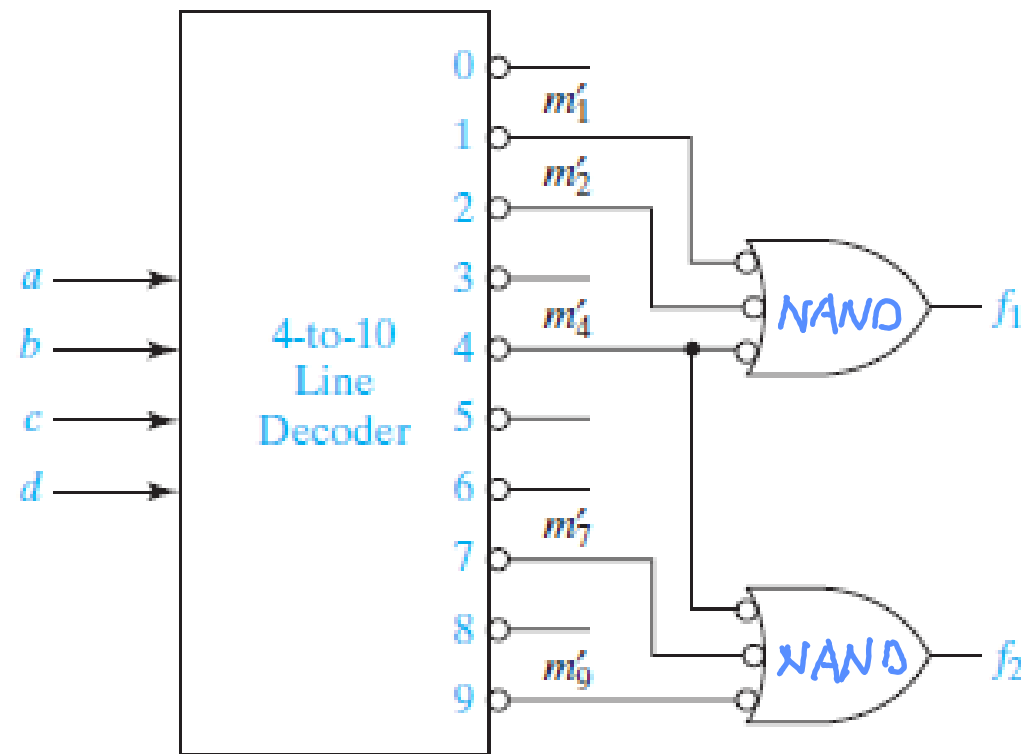 0
m′1
1
m′2
2
a
3
m′4
NAND
f1
b
4-to-10
Line
Decoder
4
c
5
d
6
m′7
7
8
NAND
f2
m′9
9